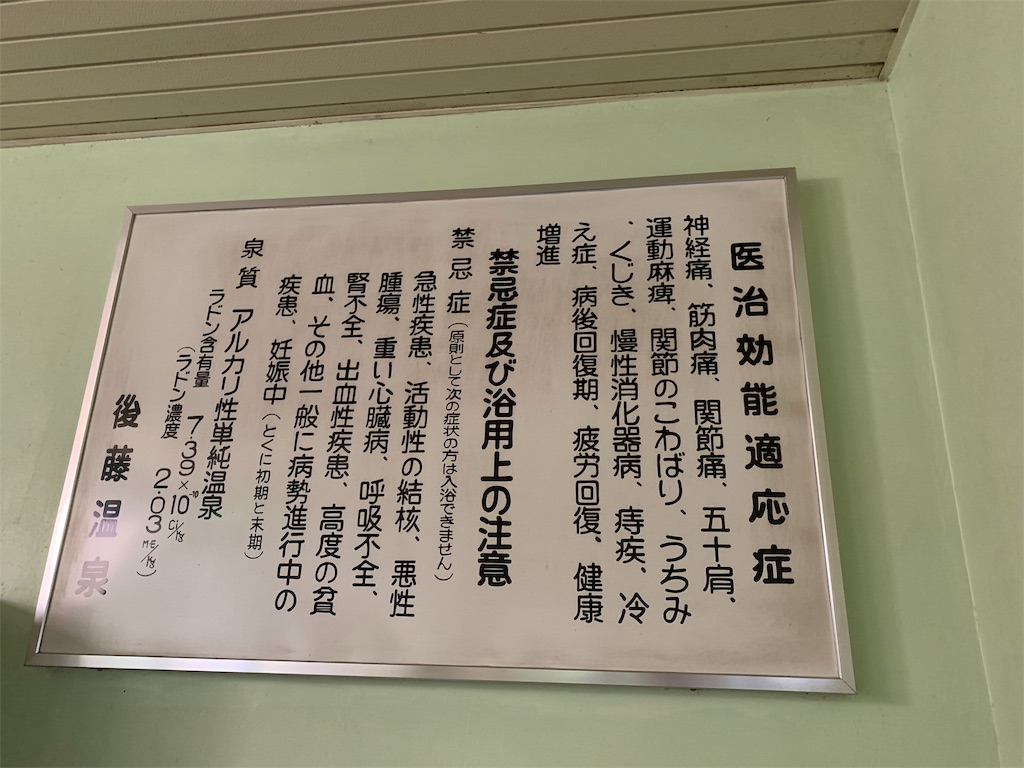 医治効能適応症
神経痛、筋肉痛、関節痛、五十肩、
運動麻痺、関節のこわばり、うちみ
、くじき、慢性消化器病、痔疾、冷
え症、病後回復期、疲労回復、健康
増進
禁忌症及び浴用上の注意
禁忌症(原則として次の症状の方は入浴できません)
急性疾患、活動性の結核、悪性
腫瘍、重い心臓病、呼吸不全、
腎不全、出血性疾患、高度の貧
血、その他一般に病勢進行中の
疾患、妊娠中(とくに初期と末期)
泉質 アルカリ性単純温泉
ラドン含有量 7.39×10⁻¹⁰ Ci/kg
(ラドン濃度 2.03 M・E/kg)
後藤温泉